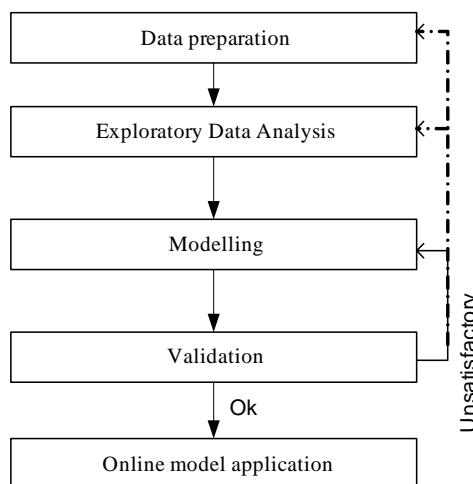 Data preparation
Exploratory Data Analysis
Modelling
Validation
Unsatisfactory
Ok
Online model application